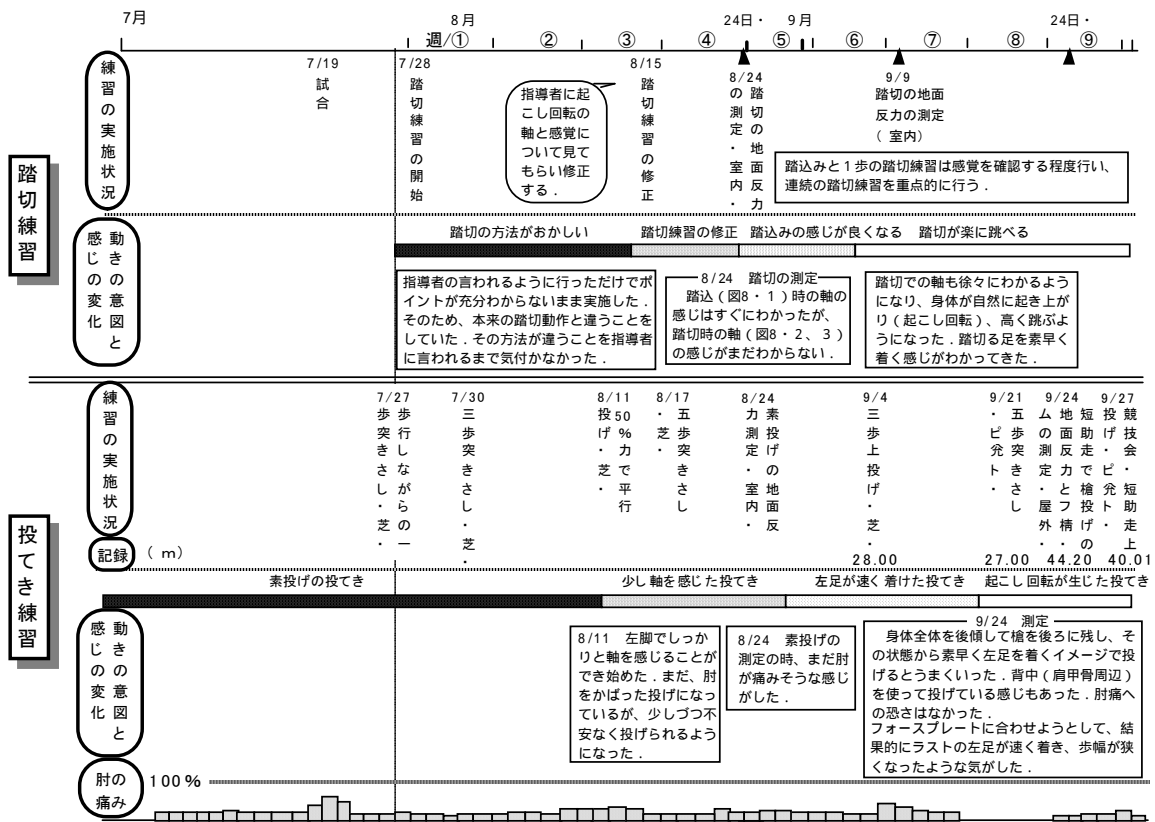 7月
8月
24日・
9月
24日・
週/①
②
③
④
⑤
⑥
⑦
⑧
⑨
踏切練習
練習の実施状況
7/19
試合
7/28
踏切練習の開始
指導者に起
こし回転の
軸と感覚に
ついて見て
もらい修正
する．
8/15
踏切練習の修正
8/24
踏切の地面反力
の測定・室内・
9/9
踏切の地面
反力の測定
（室内）
踏込みと１歩の踏切練習は感覚を確認する程度行い、
連続の踏切練習を重点的に行う．
動きの意図と
感じの変化
踏切の方法がおかしい
踏切練習の修正
踏込みの感じが良くなる
踏切が楽に跳べる
指導者の言われるように行っただけでポ
イントが充分わからないまま実施した．
そのため、本来の踏切動作と違うことを
していた．その方法が違うことを指導者
に言われるまで気付かなかった．
8/24　踏切の測定
踏込（図8・1）時の軸の
感じはすぐにわかったが、
踏切時の軸（図8・2、3）
の感じがまだわからない．
踏切での軸も徐々にわかるよう
になり、身体が自然に起き上が
り（起こし回転）、高く跳ぶよ
うになった．踏切る足を素早く
着く感じがわかってきた．
投てき練習
練習の実施状況
7/27
歩行しながらの一
歩突きさし・芝・
7/30
三歩突きさし・芝・
8/11
50％力で平行
投げ・芝・
8/17
五歩突きさし
・芝・
8/24
素投げの地面反
力測定・室内・
9/4
三歩上投げ・芝・
9/21
五歩突きさし
・ピット・
9/24
短助走で槍投げの
地面反力とフォー
ムの測定・屋外・
9/27
競技会・短助走上
投げ・ピット・
記録
（m）
28.00
27.00
44.20
40.01
素投げの投てき
少し軸を感じた投てき
左足が速く着けた投てき
起こし回転が生じた投てき
動きの意図と
感じの変化
8/11　左脚でしっか
りと軸を感じることが
でき始めた．まだ、肘
をかばった投げになっ
ているが、少しづつ不
安なく投げられるよう
になった．
8/24　素投げの
測定の時、まだ肘
が痛みそうな感じ
がした．
9/24　測定
身体全体を後傾して槍を後ろに残し、そ
の状態から素早く左足を着くイメージで投
げるとうまくいった．背中（肩甲骨周辺）
を使って投げている感じもあった．肘痛へ
の恐さはなかった．
フォースプレートに合わせようとして、結
果的にラストの左足が速く着き、歩幅が狭
くなったような気がした．
肘の
痛み
100％